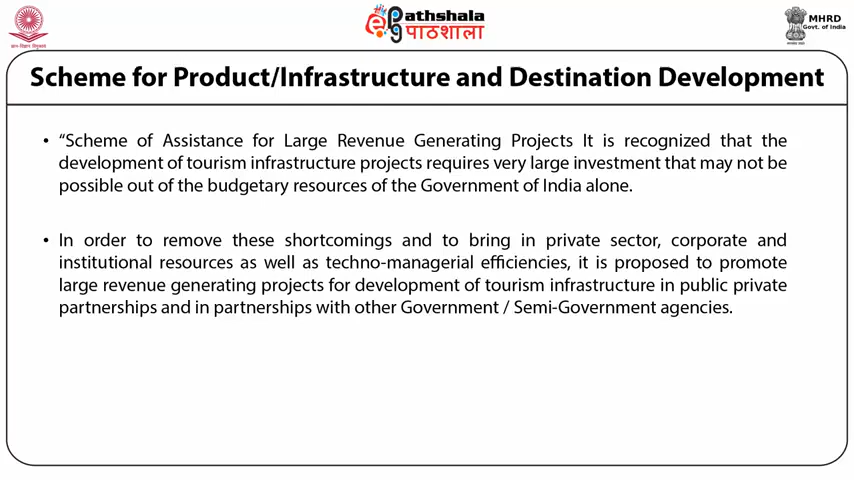 ePathshala
पाठशाला
MHRD
Govt. of India
Scheme for Product/Infrastructure and Destination Development
• “Scheme of Assistance for Large Revenue Generating Projects It is recognized that the
development of tourism infrastructure projects requires very large investment that may not be
possible out of the budgetary resources of the Government of India alone.
• In order to remove these shortcomings and to bring in private sector, corporate and
institutional resources as well as techno-managerial efficiencies, it is proposed to promote
large revenue generating projects for development of tourism infrastructure in public private
partnerships and in partnerships with other Government / Semi-Government agencies.